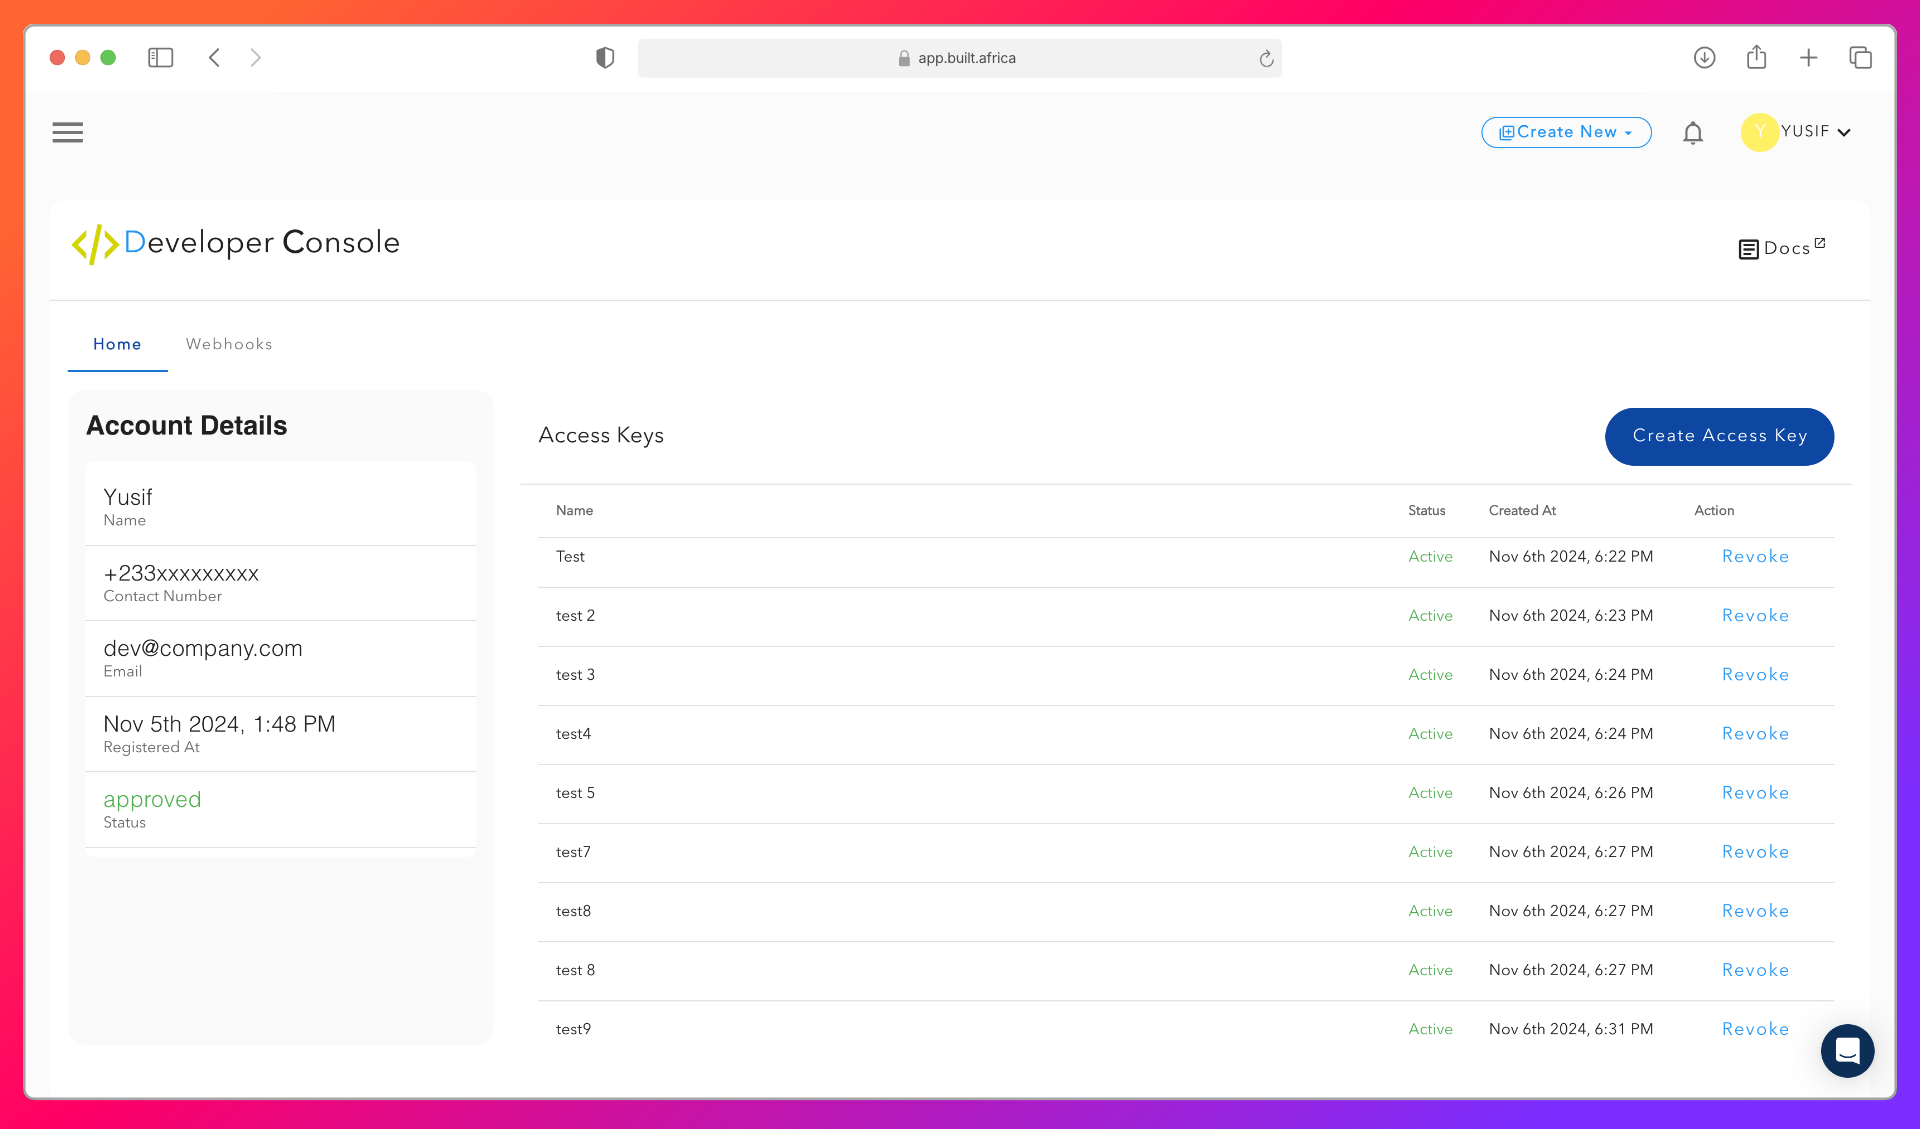 app.built.africa
Create New
Y YUSIF
Developer Console
Docs
Home Webhooks
Account Details
Yusif
Name
+233xxxxxxxxx
Contact Number
dev@company.com
Email
Nov 5th 2024, 1:48 PM
Registered At
approved
Status
Access Keys
Create Access Key
Name Status Created At Action
Test Active Nov 6th 2024, 6:22 PM Revoke
test 2 Active Nov 6th 2024, 6:23 PM Revoke
test 3 Active Nov 6th 2024, 6:24 PM Revoke
test4 Active Nov 6th 2024, 6:24 PM Revoke
test 5 Active Nov 6th 2024, 6:26 PM Revoke
test7 Active Nov 6th 2024, 6:27 PM Revoke
test8 Active Nov 6th 2024, 6:27 PM Revoke
test 8 Active Nov 6th 2024, 6:27 PM Revoke
test9 Active Nov 6th 2024, 6:31 PM Revoke